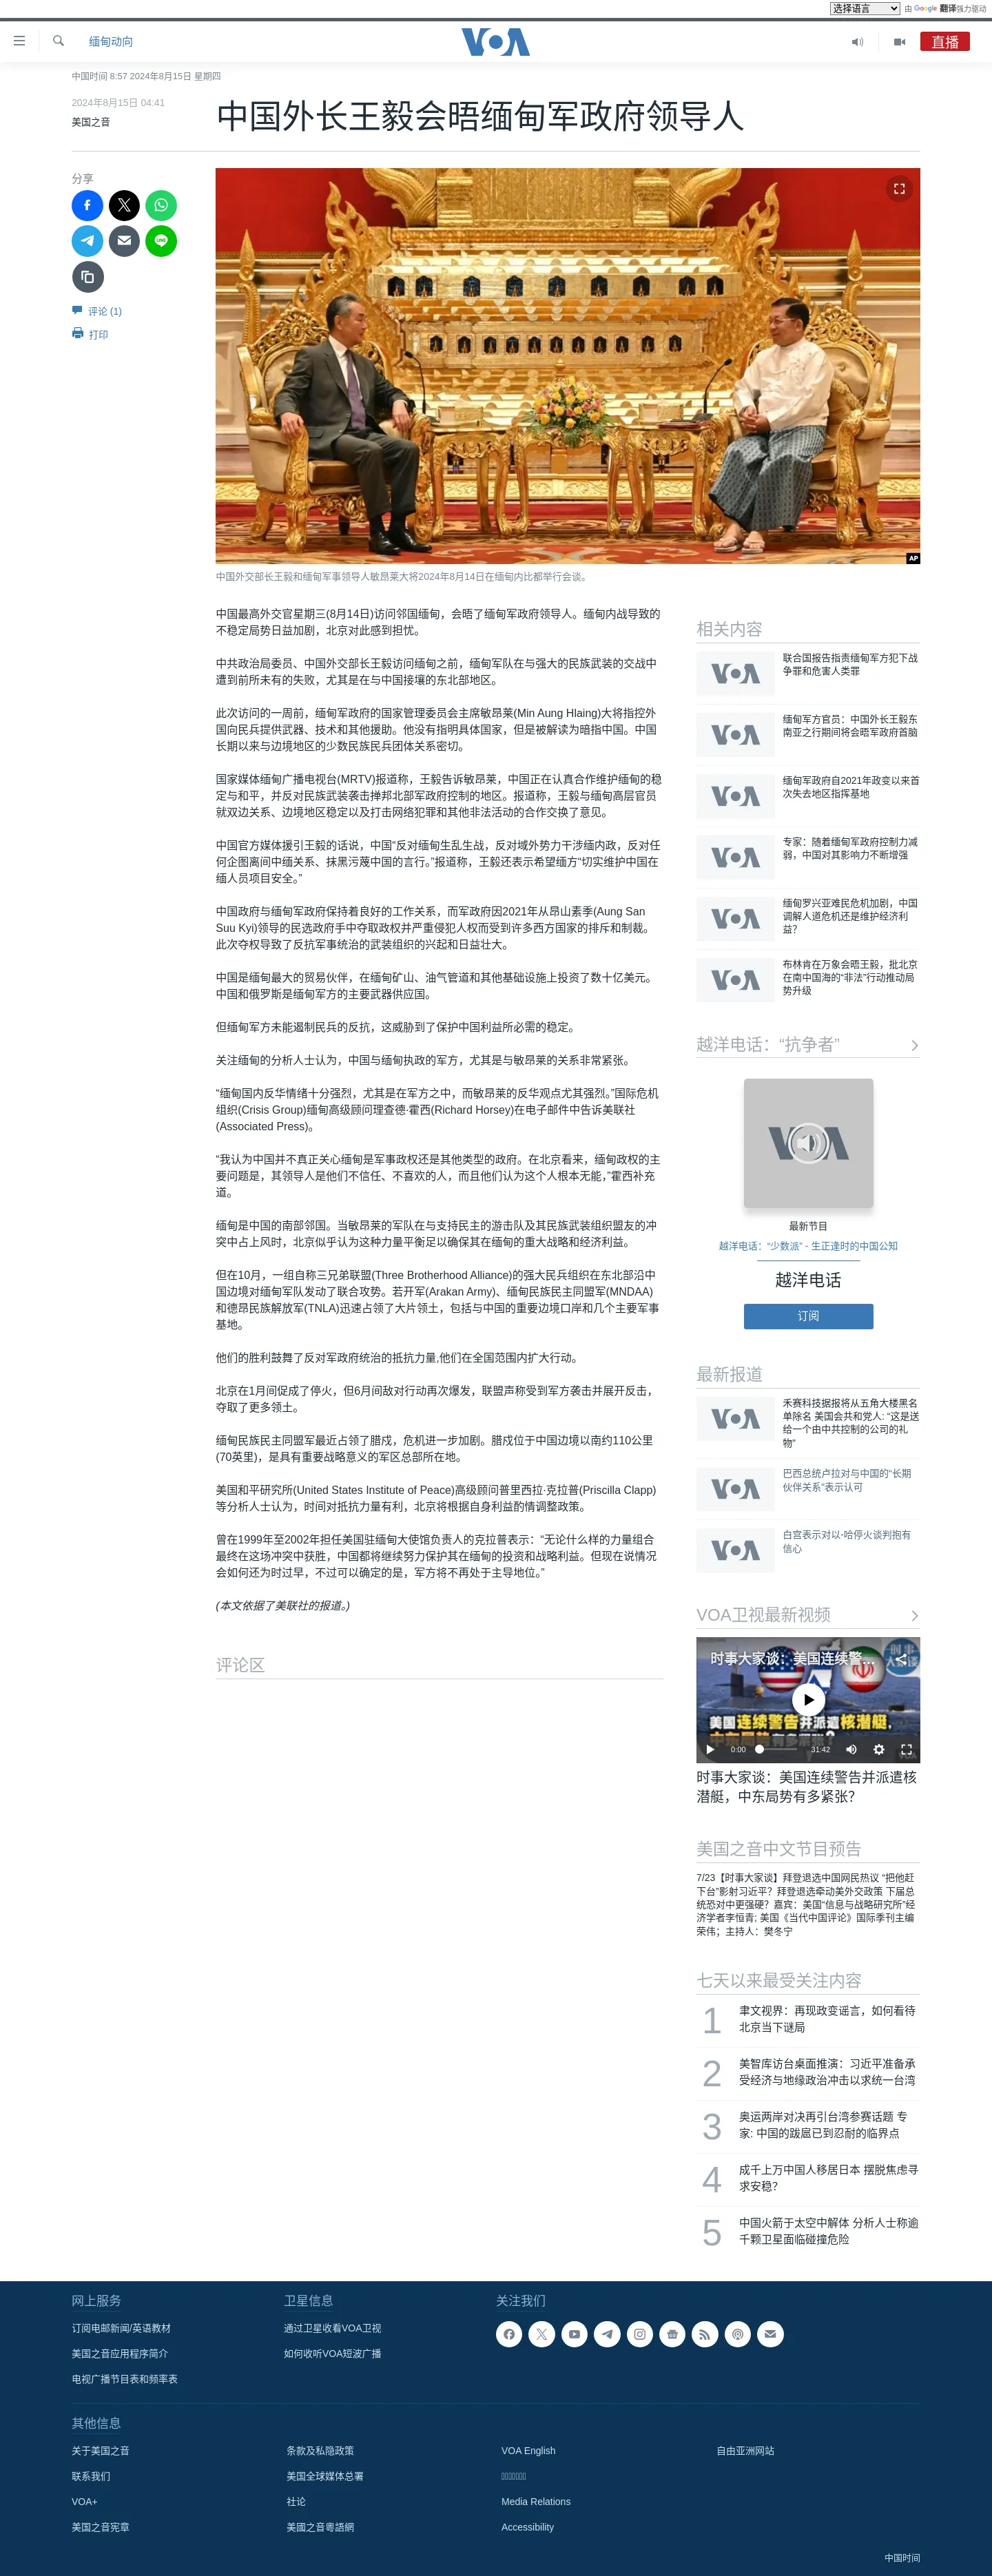 选择语言 由 Google 翻译强力驱动
缅甸动向
VOA
直播
中国时间 8:57 2024年8月15日 星期四
2024年8月15日 04:41
美国之音
中国外长王毅会晤缅甸军政府领导人
分享
评论 (1)
打印
AP
中国外交部长王毅和缅甸军事领导人敏昂莱大将2024年8月14日在缅甸内比都举行会谈。
中国最高外交官星期三(8月14日)访问邻国缅甸，会晤了缅甸军政府领导人。缅甸内战导致的
不稳定局势日益加剧，北京对此感到担忧。
中共政治局委员、中国外交部长王毅访问缅甸之前，缅甸军队在与强大的民族武装的交战中
遭到前所未有的失败，尤其是在与中国接壤的东北部地区。
此次访问的一周前，缅甸军政府的国家管理委员会主席敏昂莱(Min Aung Hlaing)大将指控外
国向民兵提供武器、技术和其他援助。他没有指明具体国家，但是被解读为暗指中国。中国
长期以来与边境地区的少数民族民兵团体关系密切。
国家媒体缅甸广播电视台(MRTV)报道称，王毅告诉敏昂莱，中国正在认真合作维护缅甸的稳
定与和平，并反对民族武装袭击掸邦北部军政府控制的地区。报道称，王毅与缅甸高层官员
就双边关系、边境地区稳定以及打击网络犯罪和其他非法活动的合作交换了意见。
中国官方媒体援引王毅的话说，中国“反对缅甸生乱生战，反对域外势力干涉缅内政，反对任
何企图离间中缅关系、抹黑污蔑中国的言行。”报道称，王毅还表示希望缅方“切实维护中国在
缅人员项目安全。”
中国政府与缅甸军政府保持着良好的工作关系，而军政府因2021年从昂山素季(Aung San
Suu Kyi)领导的民选政府手中夺取政权并严重侵犯人权而受到许多西方国家的排斥和制裁。
此次夺权导致了反抗军事统治的武装组织的兴起和日益壮大。
中国是缅甸最大的贸易伙伴，在缅甸矿山、油气管道和其他基础设施上投资了数十亿美元。
中国和俄罗斯是缅甸军方的主要武器供应国。
但缅甸军方未能遏制民兵的反抗，这威胁到了保护中国利益所必需的稳定。
关注缅甸的分析人士认为，中国与缅甸执政的军方，尤其是与敏昂莱的关系非常紧张。
“缅甸国内反华情绪十分强烈，尤其是在军方之中，而敏昂莱的反华观点尤其强烈。”国际危机
组织(Crisis Group)缅甸高级顾问理查德·霍西(Richard Horsey)在电子邮件中告诉美联社
(Associated Press)。
“我认为中国并不真正关心缅甸是军事政权还是其他类型的政府。在北京看来，缅甸政权的主
要问题是，其领导人是他们不信任、不喜欢的人，而且他们认为这个人根本无能，”霍西补充
道。
缅甸是中国的南部邻国。当敏昂莱的军队在与支持民主的游击队及其民族武装组织盟友的冲
突中占上风时，北京似乎认为这种力量平衡足以确保其在缅甸的重大战略和经济利益。
但在10月，一组自称三兄弟联盟(Three Brotherhood Alliance)的强大民兵组织在东北部沿中
国边境对缅甸军队发动了联合攻势。若开军(Arakan Army)、缅甸民族民主同盟军(MNDAA)
和德昂民族解放军(TNLA)迅速占领了大片领土，包括与中国的重要边境口岸和几个主要军事
基地。
他们的胜利鼓舞了反对军政府统治的抵抗力量,他们在全国范围内扩大行动。
北京在1月间促成了停火，但6月间敌对行动再次爆发，联盟声称受到军方袭击并展开反击，
夺取了更多领土。
缅甸民族民主同盟军最近占领了腊戍，危机进一步加剧。腊戍位于中国边境以南约110公里
(70英里)，是具有重要战略意义的军区总部所在地。
美国和平研究所(United States Institute of Peace)高级顾问普里西拉·克拉普(Priscilla Clapp)
等分析人士认为，时间对抵抗力量有利，北京将根据自身利益酌情调整政策。
曾在1999年至2002年担任美国驻缅甸大使馆负责人的克拉普表示：“无论什么样的力量组合
最终在这场冲突中获胜，中国都将继续努力保护其在缅甸的投资和战略利益。但现在说情况
会如何还为时过早，不过可以确定的是，军方将不再处于主导地位。”
(本文依据了美联社的报道。)
评论区
相关内容
联合国报告指责缅甸军方犯下战
争罪和危害人类罪
缅甸军方官员：中国外长王毅东
南亚之行期间将会晤军政府首脑
缅甸军政府自2021年政变以来首
次失去地区指挥基地
专家：随着缅甸军政府控制力减
弱，中国对其影响力不断增强
缅甸罗兴亚难民危机加剧，中国
调解人道危机还是维护经济利
益？
布林肯在万象会晤王毅，批北京
在南中国海的“非法”行动推动局
势升级
越洋电话：“抗争者”
VOA
最新节目
越洋电话：“少数派” - 生正逢时的中国公知
越洋电话
订阅
最新报道
禾赛科技据报将从五角大楼黑名
单除名 美国会共和党人: “这是送
给一个由中共控制的公司的礼
物”
巴西总统卢拉对与中国的“长期
伙伴关系”表示认可
白宫表示对以-哈停火谈判抱有
信心
VOA卫视最新视频
时事大家谈：美国连续警...
美国连续警告并派遣核潜艇，
中东局势有多紧张？
0:00 31:42
时事大家谈：美国连续警告并派遣核
潜艇，中东局势有多紧张？
美国之音中文节目预告
7/23【时事大家谈】拜登退选中国网民热议 “把他赶
下台”影射习近平？拜登退选牵动美外交政策 下届总
统恐对中更强硬？嘉宾：美国“信息与战略研究所”经
济学者李恒青; 美国《当代中国评论》国际季刊主编
荣伟；主持人：樊冬宁
七天以来最受关注内容
1 聿文视界：再现政变谣言，如何看待
北京当下谜局
2 美智库访台桌面推演：习近平准备承
受经济与地缘政治冲击以求统一台湾
3 奥运两岸对决再引台湾参赛话题 专
家: 中国的跋扈已到忍耐的临界点
4 成千上万中国人移居日本 摆脱焦虑寻
求安稳？
5 中国火箭于太空中解体 分析人士称逾
千颗卫星面临碰撞危险
网上服务
订阅电邮新闻/英语教材
美国之音应用程序简介
电视广播节目表和频率表
卫星信息
通过卫星收看VOA卫视
如何收听VOA短波广播
关注我们
其他信息
关于美国之音
联系我们
VOA+
美国之音宪章
条款及私隐政策
美国全球媒体总署
社论
美國之音粵語網
VOA English
Media Relations
Accessibility
自由亚洲网站
中国时间